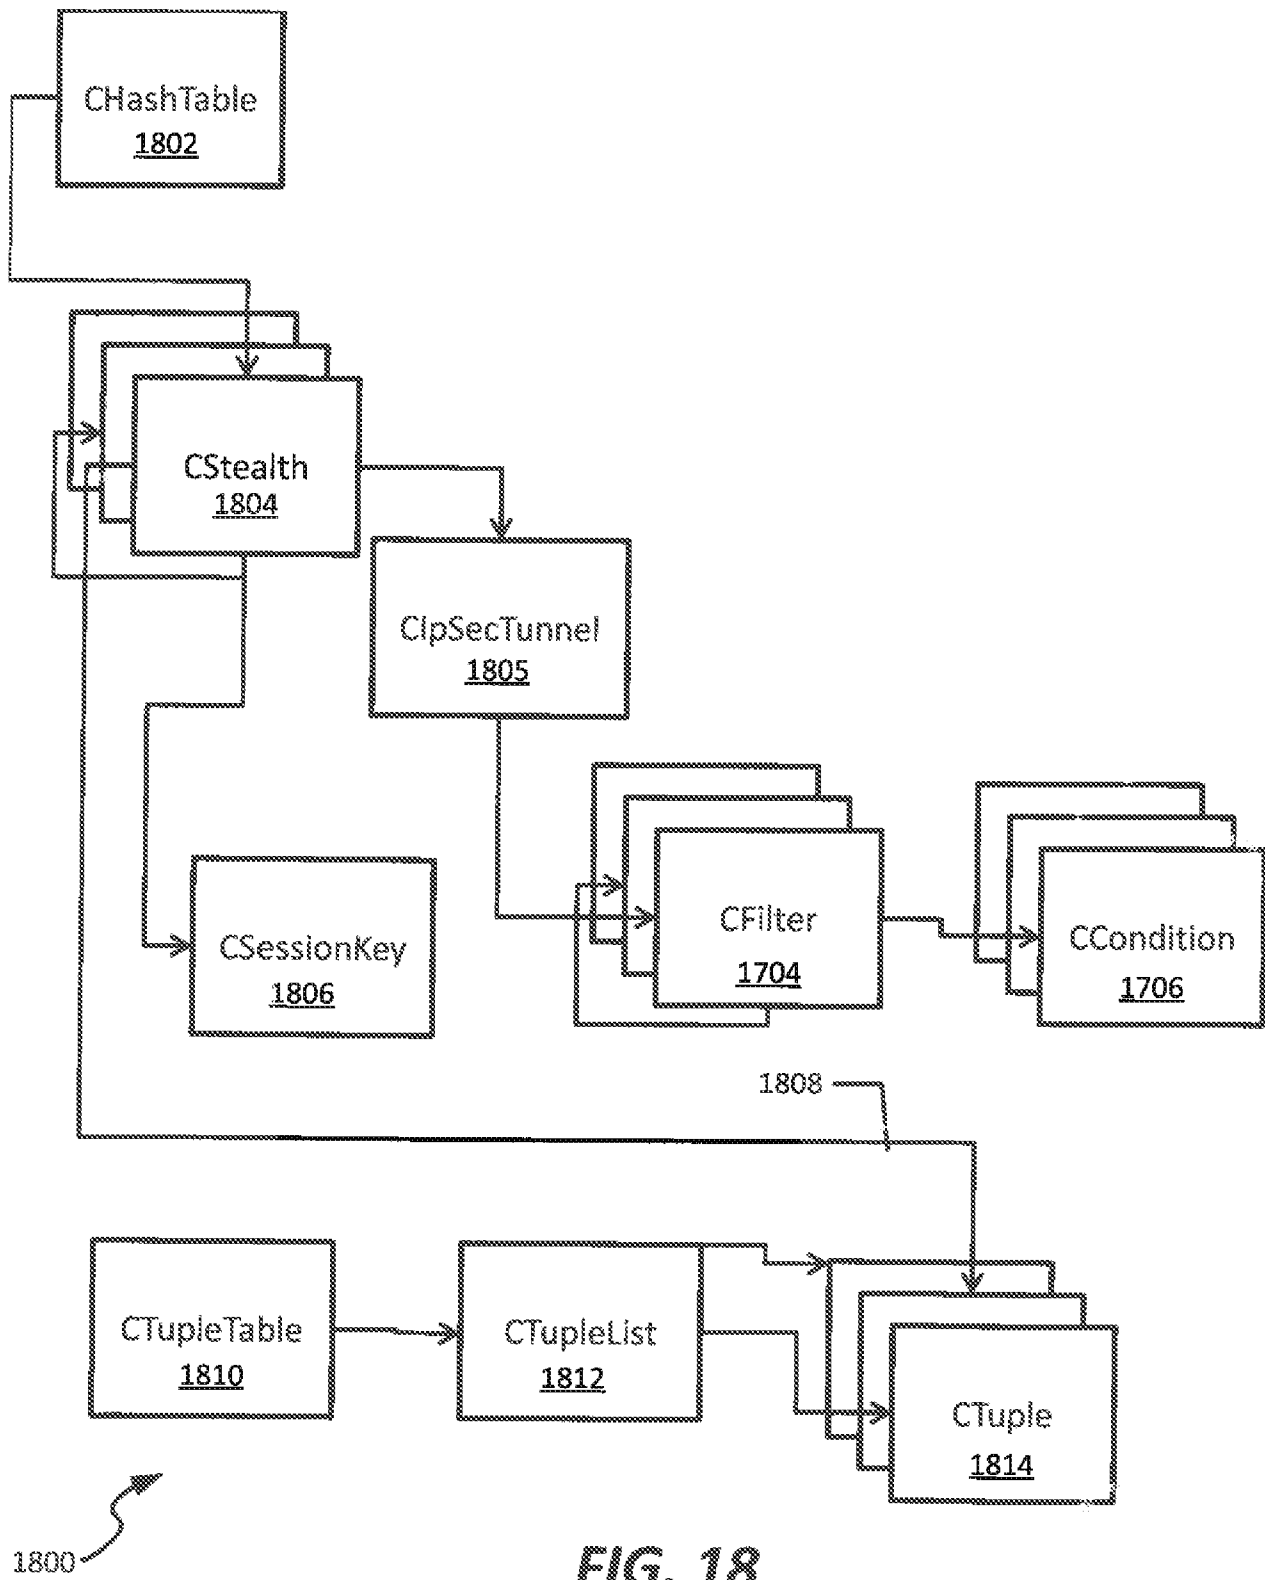 CHashTable
1802
CStealth
1804
CIpSecTunnel
1805
CFilter
1704
CCondition
1706
CSessionKey
1806
1808
CTupleTable
1810
CTupleList
1812
CTuple
1814
1800
FIG. 18